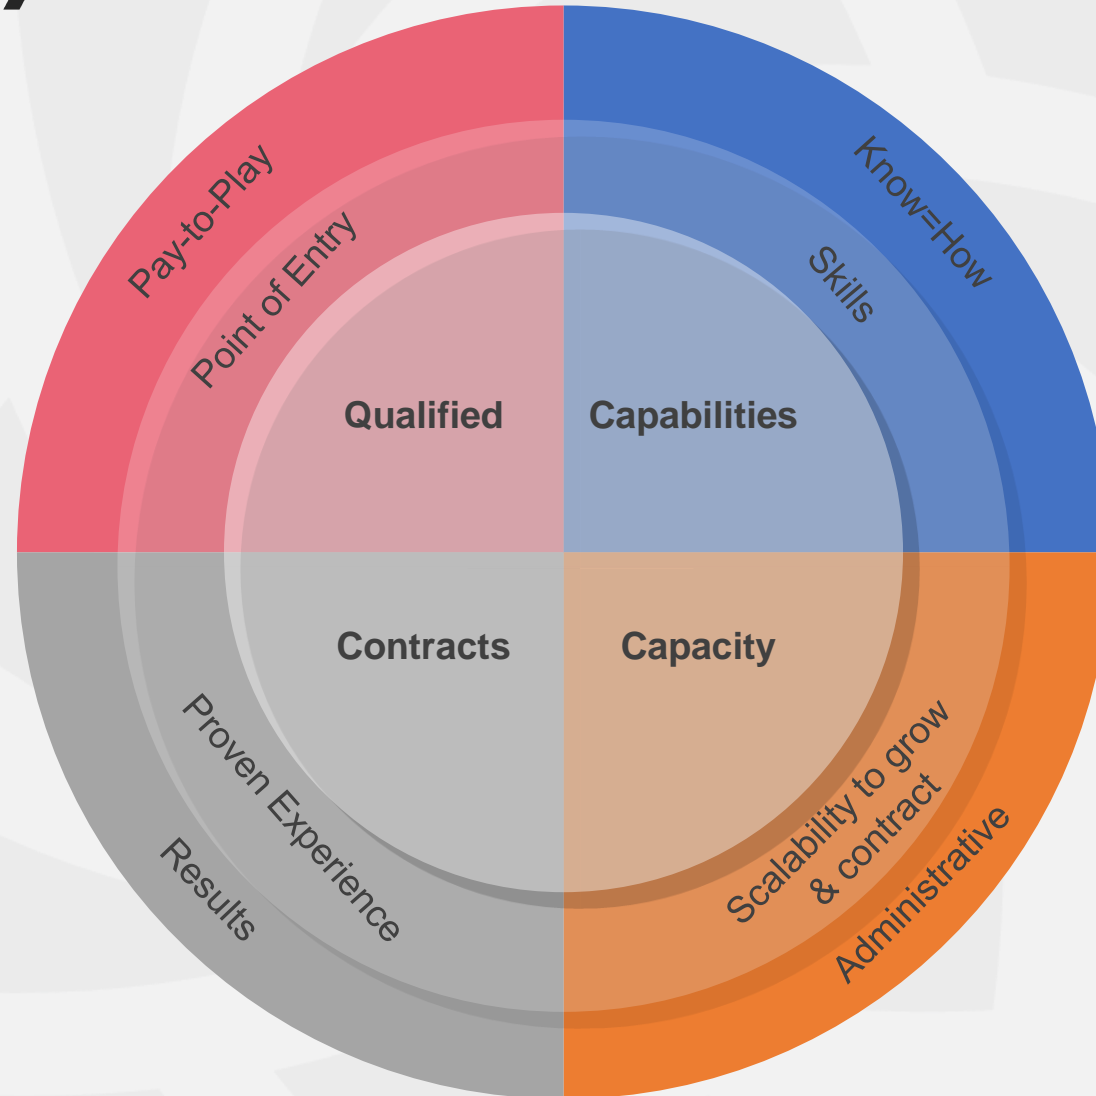 Pay-to-Play
Point of Entry
Qualified
Know=How
Skills
Capabilities
Contracts
Proven Experience
Results
Capacity
Scalability to grow
& contract
Administrative